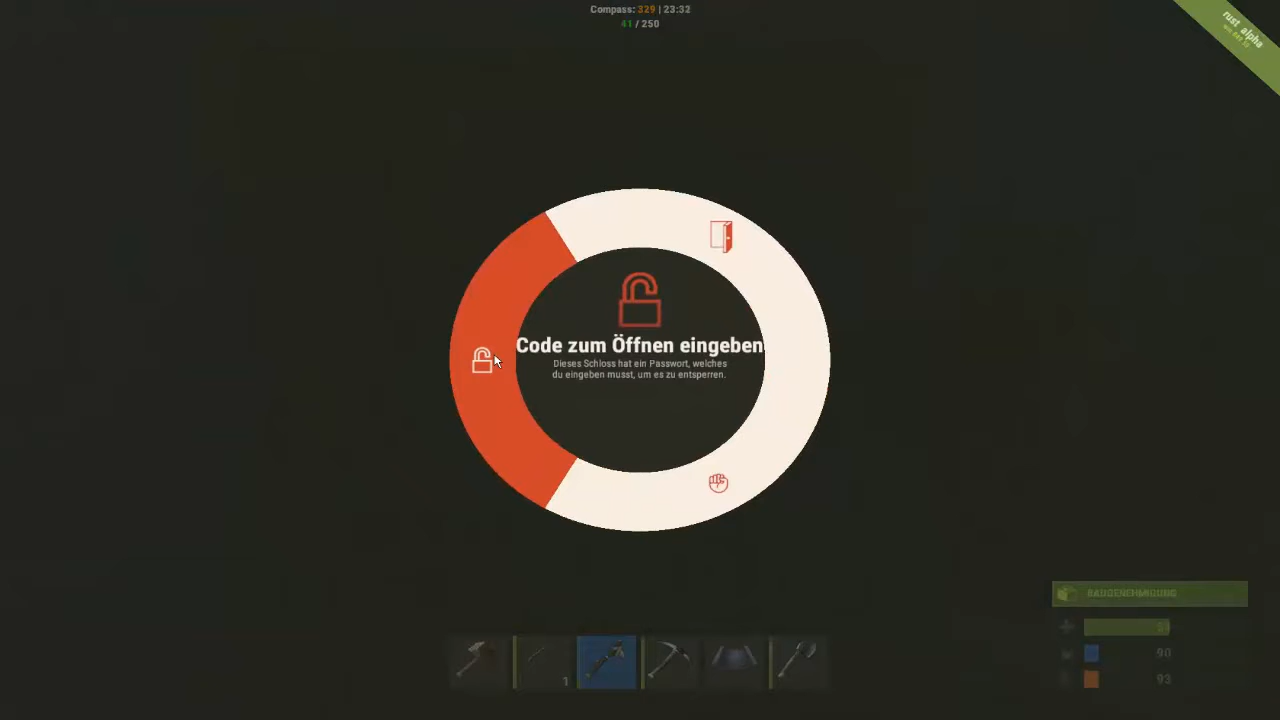 Compass: 329 | 23:32
41 / 250
rust alpha
Code zum Öffnen eingeben
Dieses Schloss hat ein Passwort, welches
du eingeben musst, um es zu entsperren.
BAUGENEHMIGUNG
90
1
93